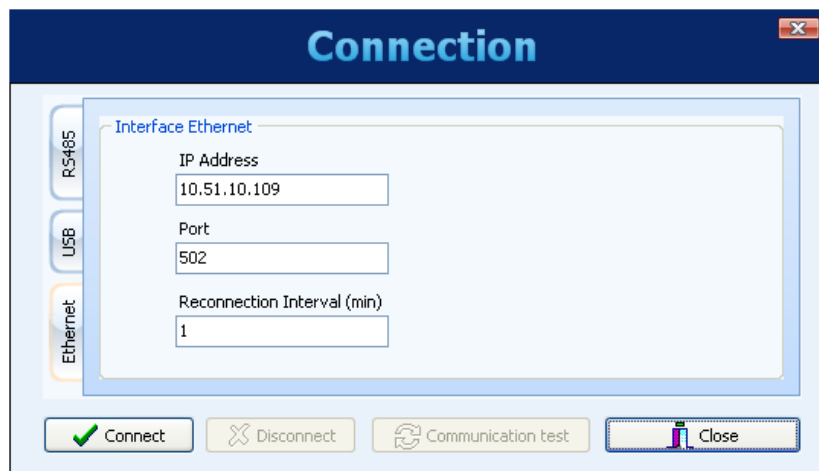 Connection
RS485
USB
Ethernet
Interface Ethernet
IP Address
10.51.10.109
Port
502
Reconnection Interval (min)
1
Connect
Disconnect
Communication test
Close